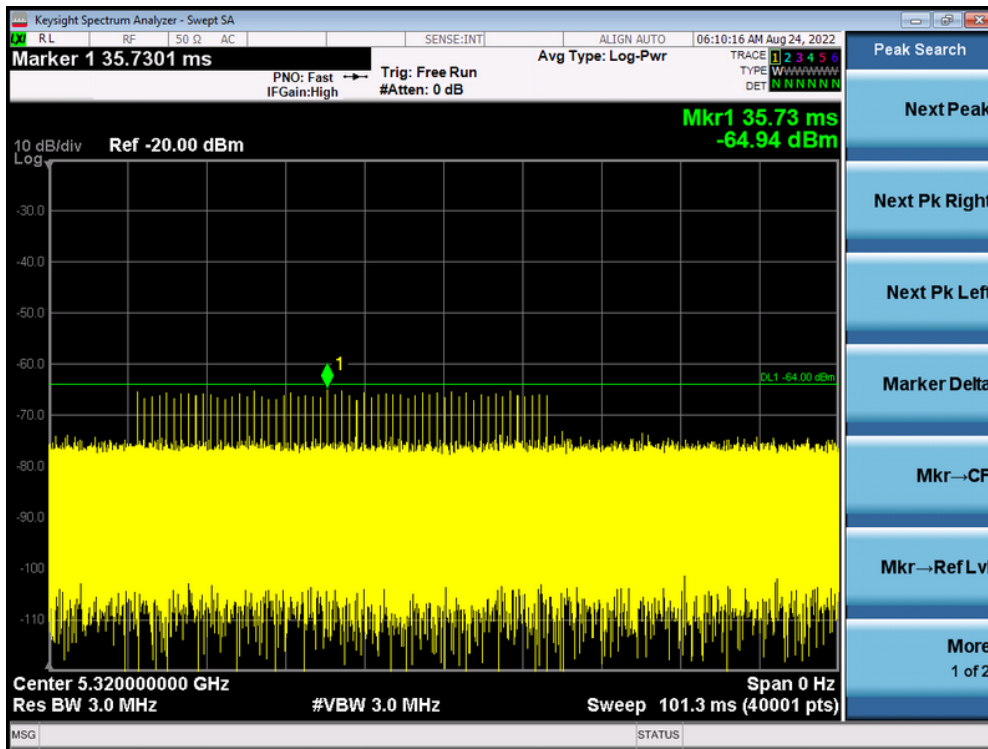 Keysight Spectrum Analyzer - Swept SA
LXI RL RF 50 Ω AC SENSE:INT ALIGN AUTO 06:10:16 AM Aug 24, 2022
Marker 1 35.7301 ms
PNO: Fast
IFGain:High
Trig: Free Run
#Atten: 0 dB
Avg Type: Log-Pwr
TRACE 1 2 3 4 5 6
TYPE WWWWWW
DET N N N N N N
Mkr1 35.73 ms
-64.94 dBm
10 dB/div Ref -20.00 dBm
Log
-30.0
-40.0
-50.0
-60.0
1
DL1 -64.00 dBm
-70.0
-80.0
-90.0
-100
-110
Center 5.320000000 GHz Span 0 Hz
Res BW 3.0 MHz #VBW 3.0 MHz Sweep 101.3 ms (40001 pts)
MSG STATUS
Peak Search
Next Peak
Next Pk Right
Next Pk Left
Marker Delta
Mkr→CF
Mkr→Ref Lvl
More
1 of 2